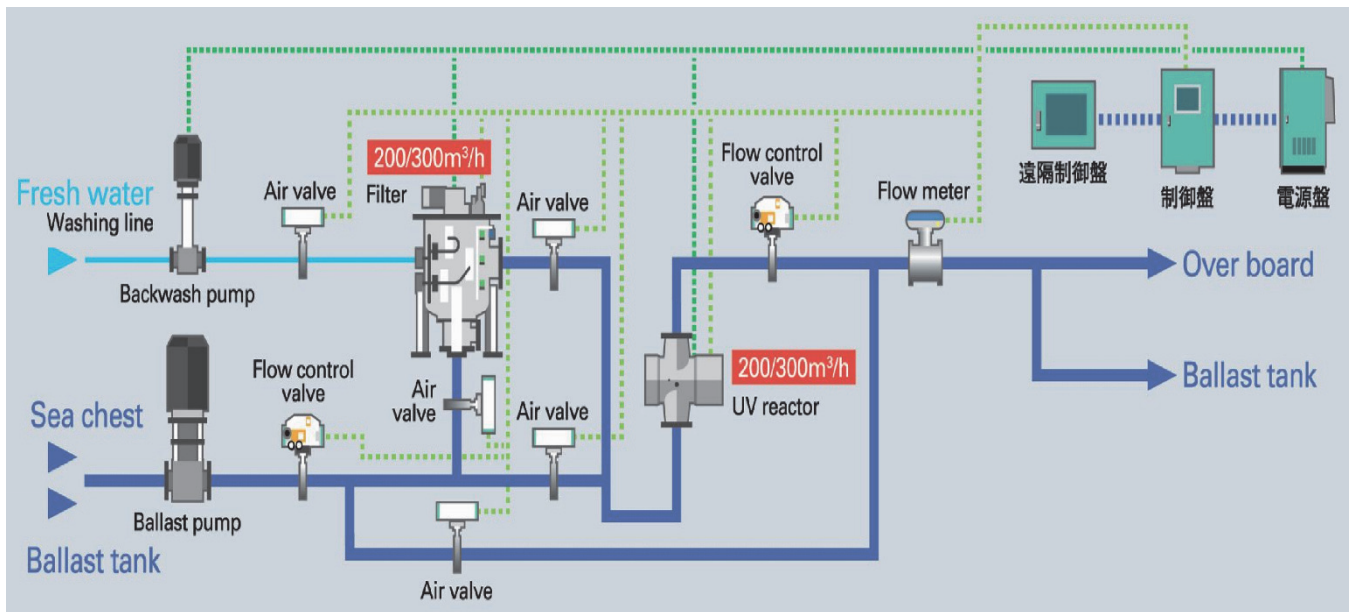 遠隔制御盤
制御盤
電源盤
200/300m³/h
Filter
Fresh water
Washing line
Air valve
Air valve
Flow control
valve
Flow meter
Backwash pump
Over board
Flow control
valve
Air
valve
Air valve
200/300m³/h
UV reactor
Ballast tank
Sea chest
Ballast pump
Ballast tank
Air valve